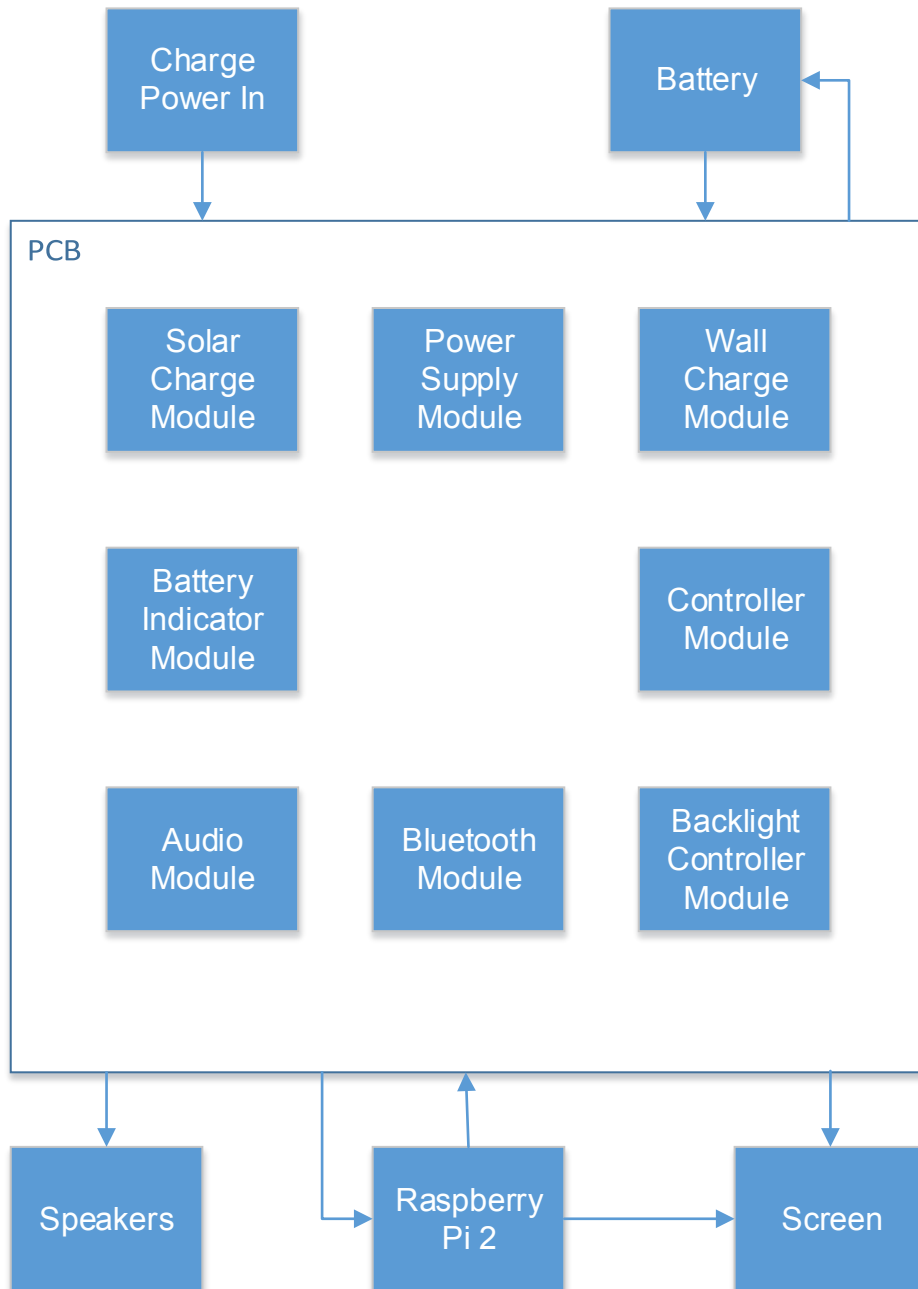 Charge
Power In
Battery
PCB
Solar
Charge
Module
Power
Supply
Module
Wall
Charge
Module
Battery
Indicator
Module
Controller
Module
Audio
Module
Bluetooth
Module
Backlight
Controller
Module
Speakers
Raspberry
Pi 2
Screen